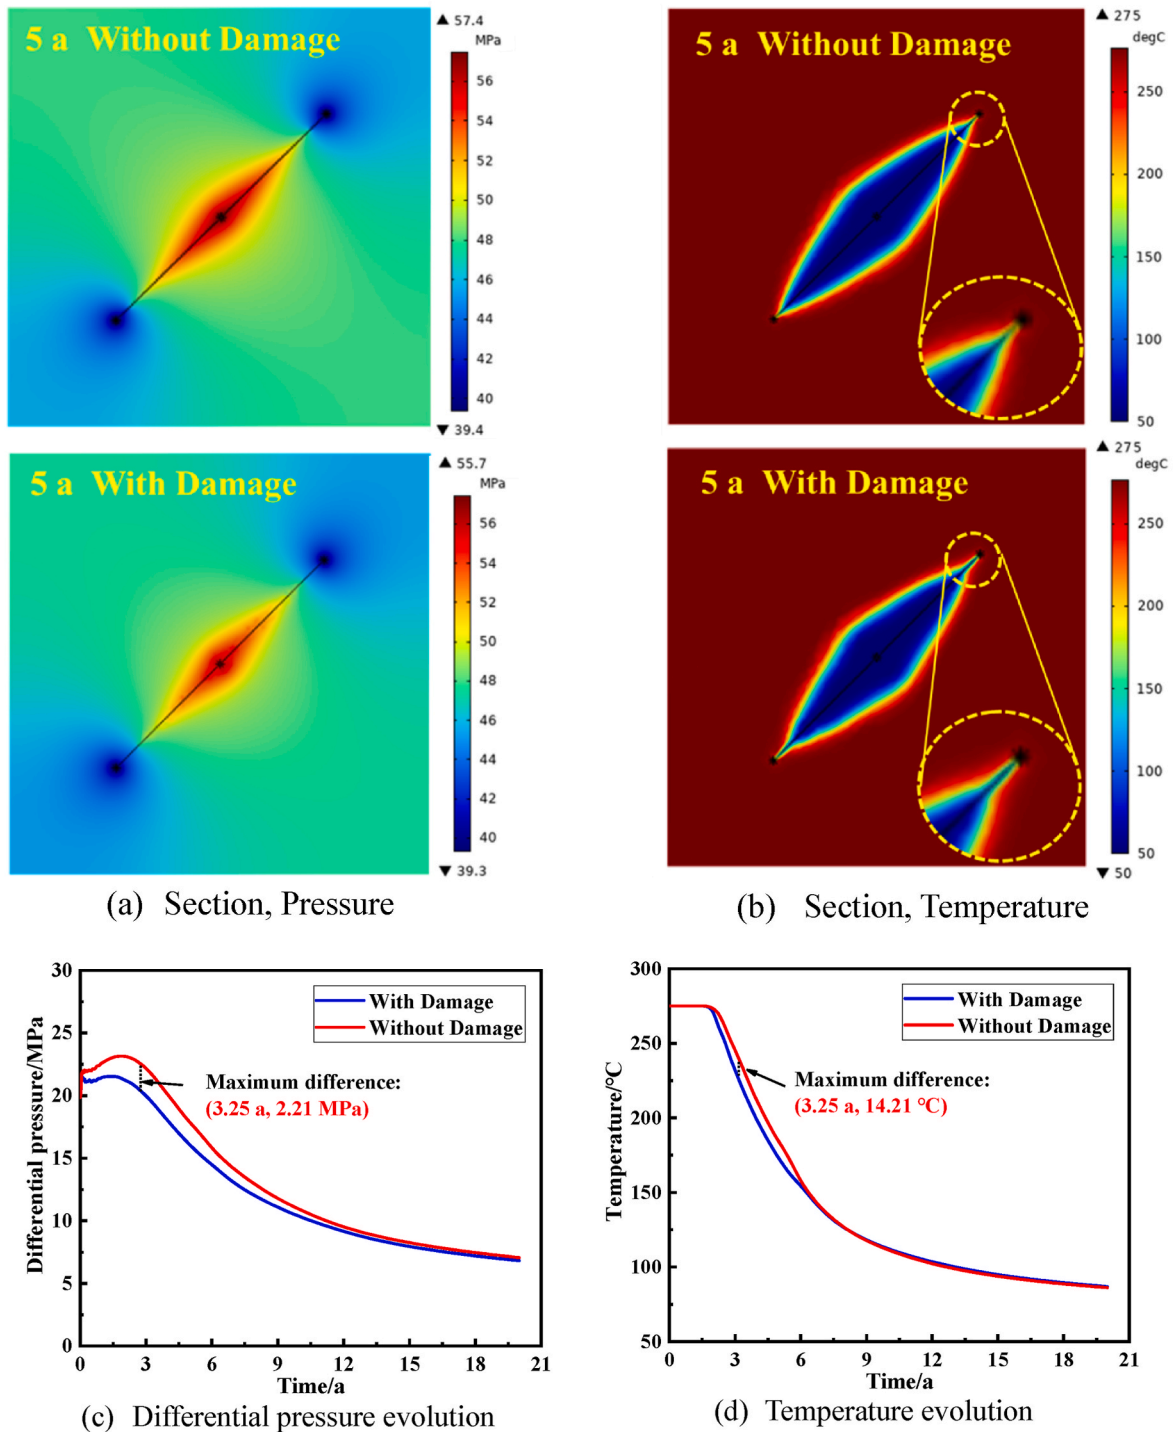 5 a Without Damage
▲ 57.4
MPa
56
54
52
50
48
46
44
42
40
▼ 39.4
5 a Without Damage
▲ 275
degC
250
200
150
100
50
5 a With Damage
▲ 55.7
MPa
56
54
52
50
48
46
44
42
40
▼ 39.3
5 a With Damage
▲ 275
degC
250
200
150
100
50
▼ 50
(a) Section, Pressure
(b) Section, Temperature
Differential pressure/MPa
30
25
20
15
10
5
0
With Damage
Without Damage
Maximum difference:
(3.25 a, 2.21 MPa)
0 3 6 9 12 15 18 21
Time/a
(c) Differential pressure evolution
Temperature/°C
300
250
200
150
100
50
With Damage
Without Damage
Maximum difference:
(3.25 a, 14.21 °C)
0 3 6 9 12 15 18 21
Time/a
(d) Temperature evolution